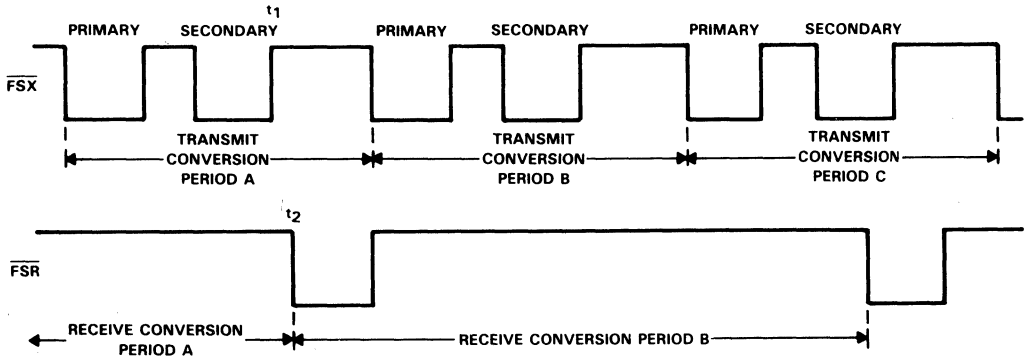 PRIMARY SECONDARY t1 PRIMARY SECONDARY PRIMARY SECONDARY
FSX
TRANSMIT
CONVERSION
PERIOD A
TRANSMIT
CONVERSION
PERIOD B
TRANSMIT
CONVERSION
PERIOD C
t2
FSR
RECEIVE CONVERSION
PERIOD A
RECEIVE CONVERSION PERIOD B